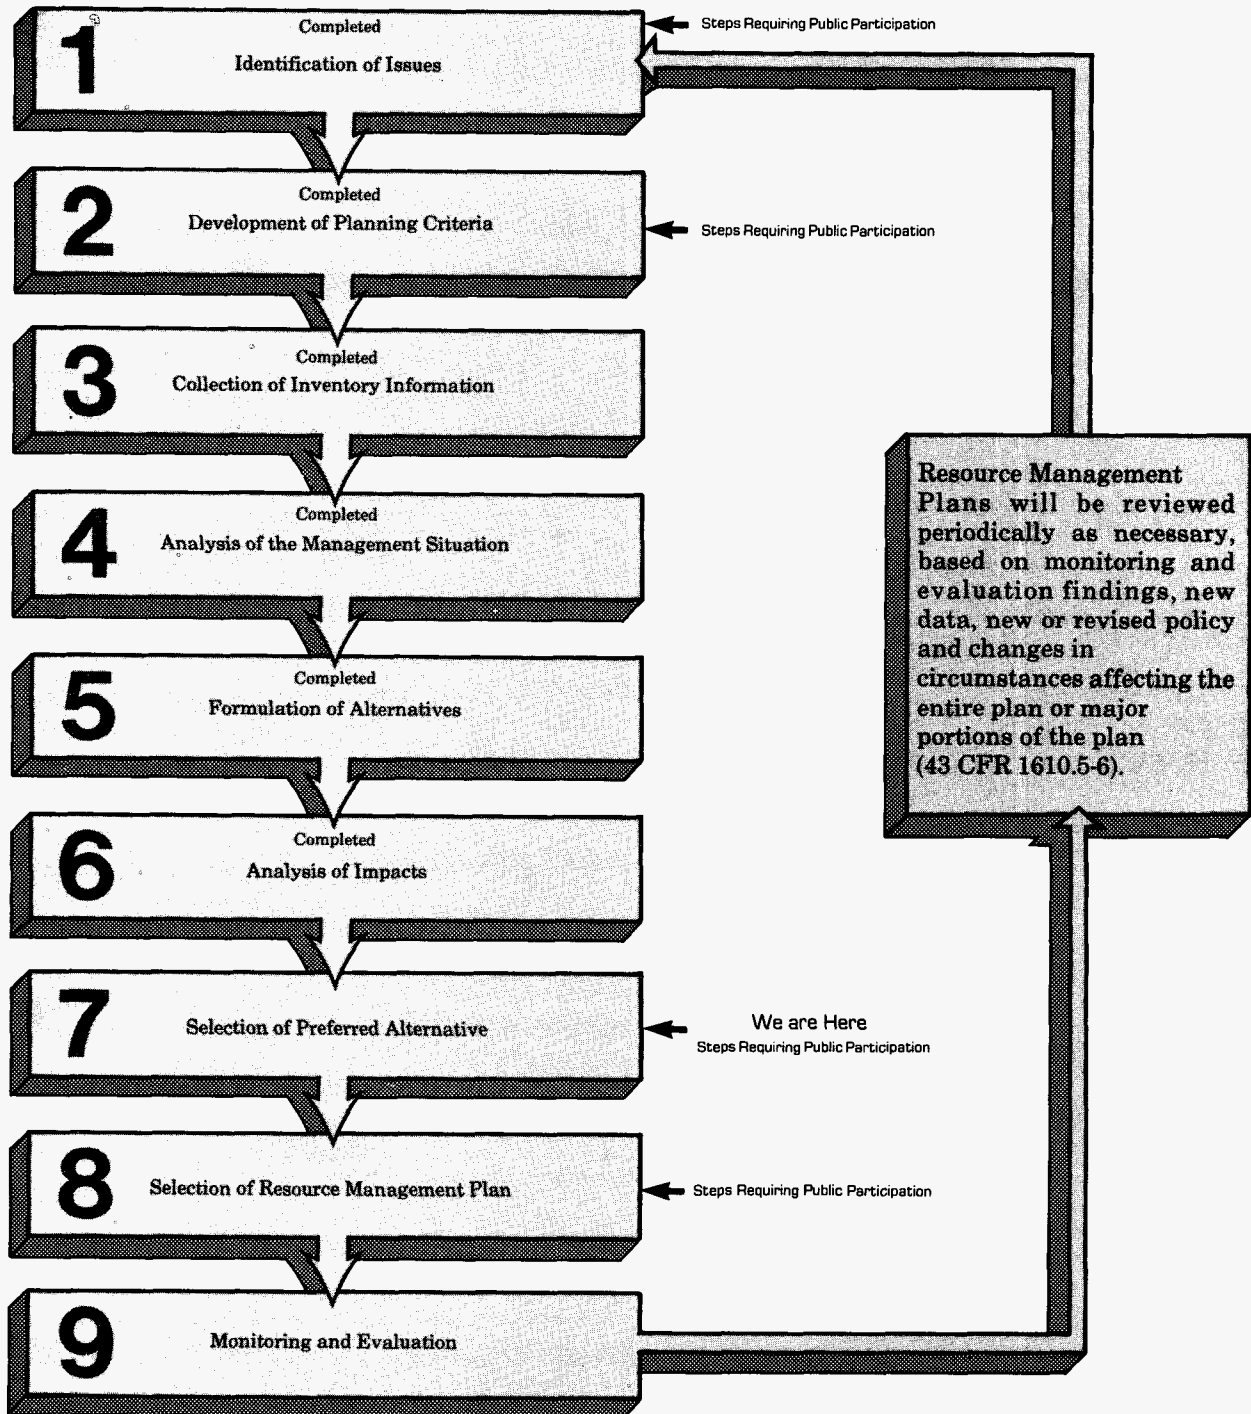 1
Completed
Identification of Issues
Steps Requiring Public Participation
2
Completed
Development of Planning Criteria
Steps Requiring Public Participation
3
Completed
Collection of Inventory Information
4
Completed
Analysis of the Management Situation
5
Completed
Formulation of Alternatives
6
Completed
Analysis of Impacts
7
Selection of Preferred Alternative
We are Here
Steps Requiring Public Participation
8
Selection of Resource Management Plan
Steps Requiring Public Participation
9
Monitoring and Evaluation
Resource Management
Plans will be reviewed
periodically as necessary,
based on monitoring and
evaluation findings, new
data, new or revised policy
and changes in
circumstances affecting the
entire plan or major
portions of the plan
(43 CFR 1610.5-6).